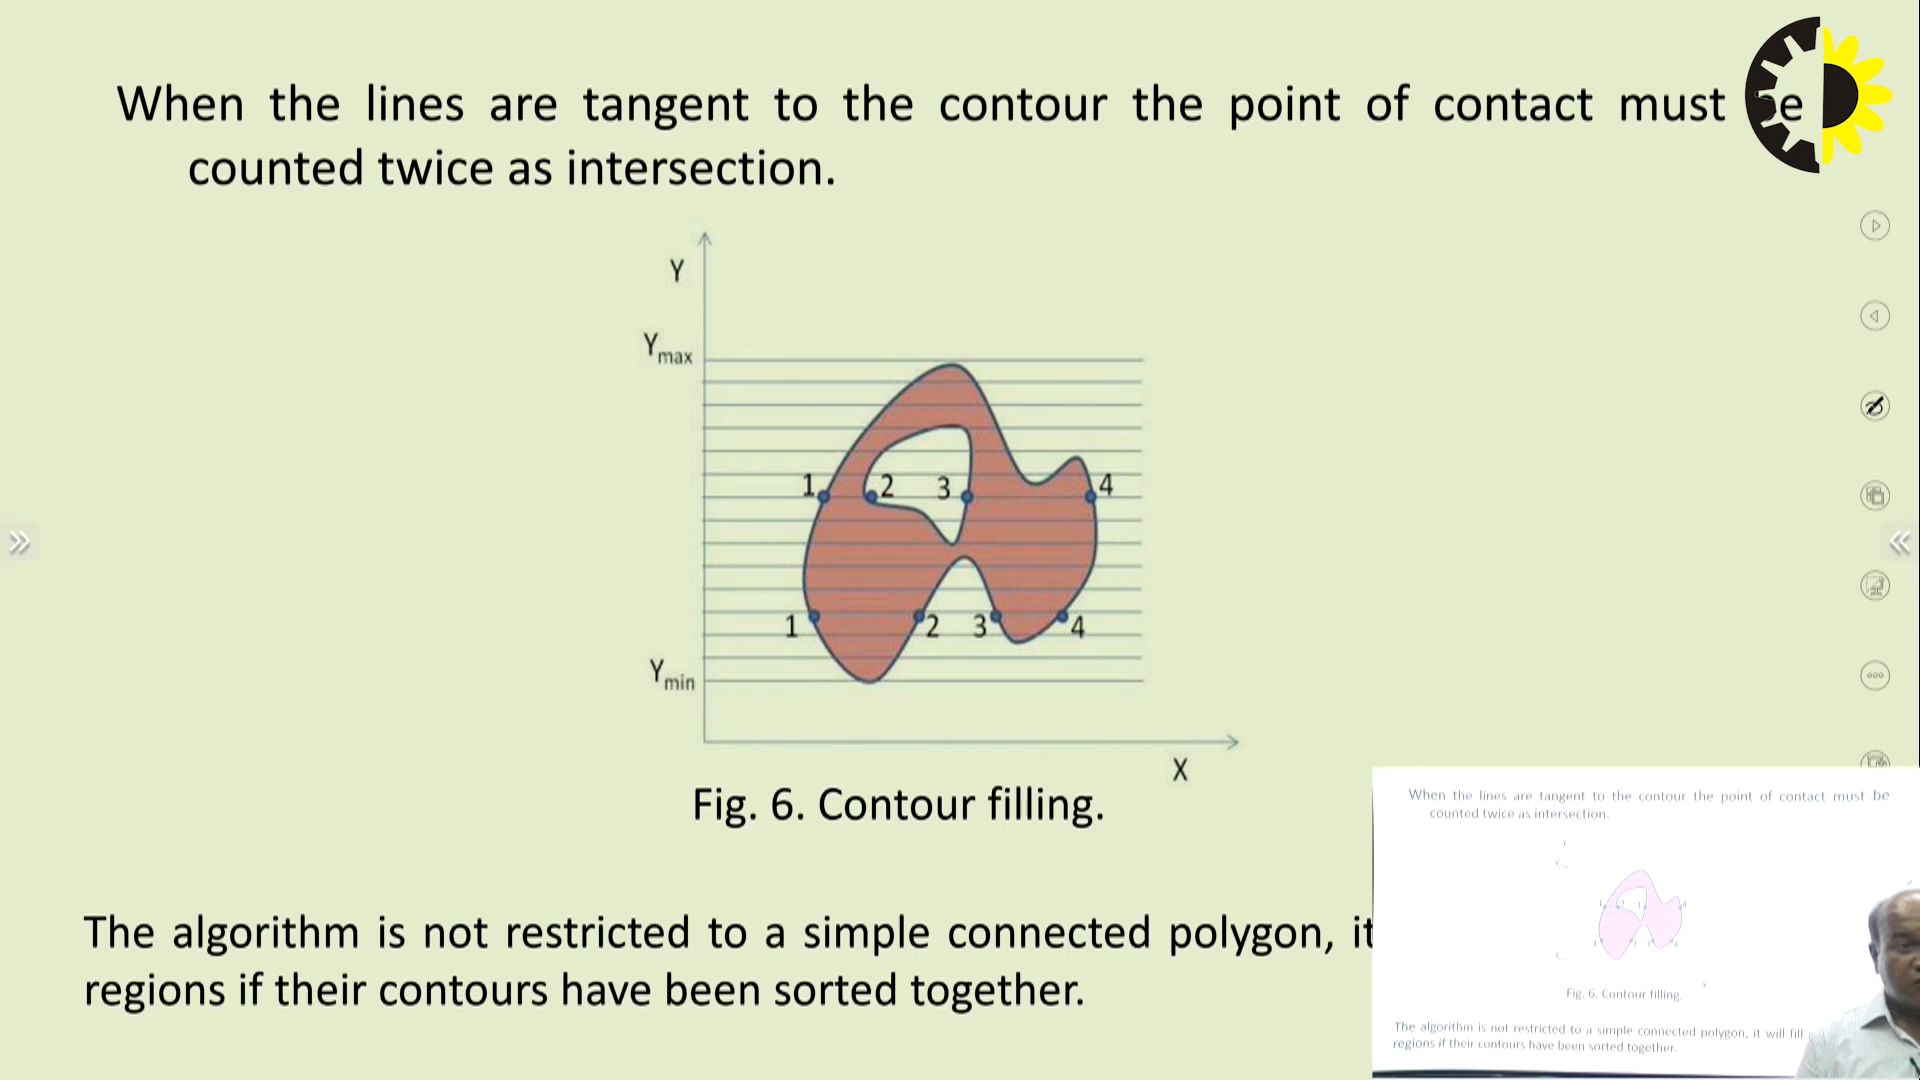 When the lines are tangent to the contour the point of contact must
counted twice as intersection.
Y
Ymax
1 2 3 4
1 2 3 4
Ymin
X
Fig. 6. Contour filling.
The algorithm is not restricted to a simple connected polygon, it
regions if their contours have been sorted together.
When the lines are tangent to the contour the point of contact must be
counted twice as intersection.
Fig. 6. Contour filling.
The algorithm is not restricted to a simple connected polygon, it will fill
regions if their contours have been sorted together.